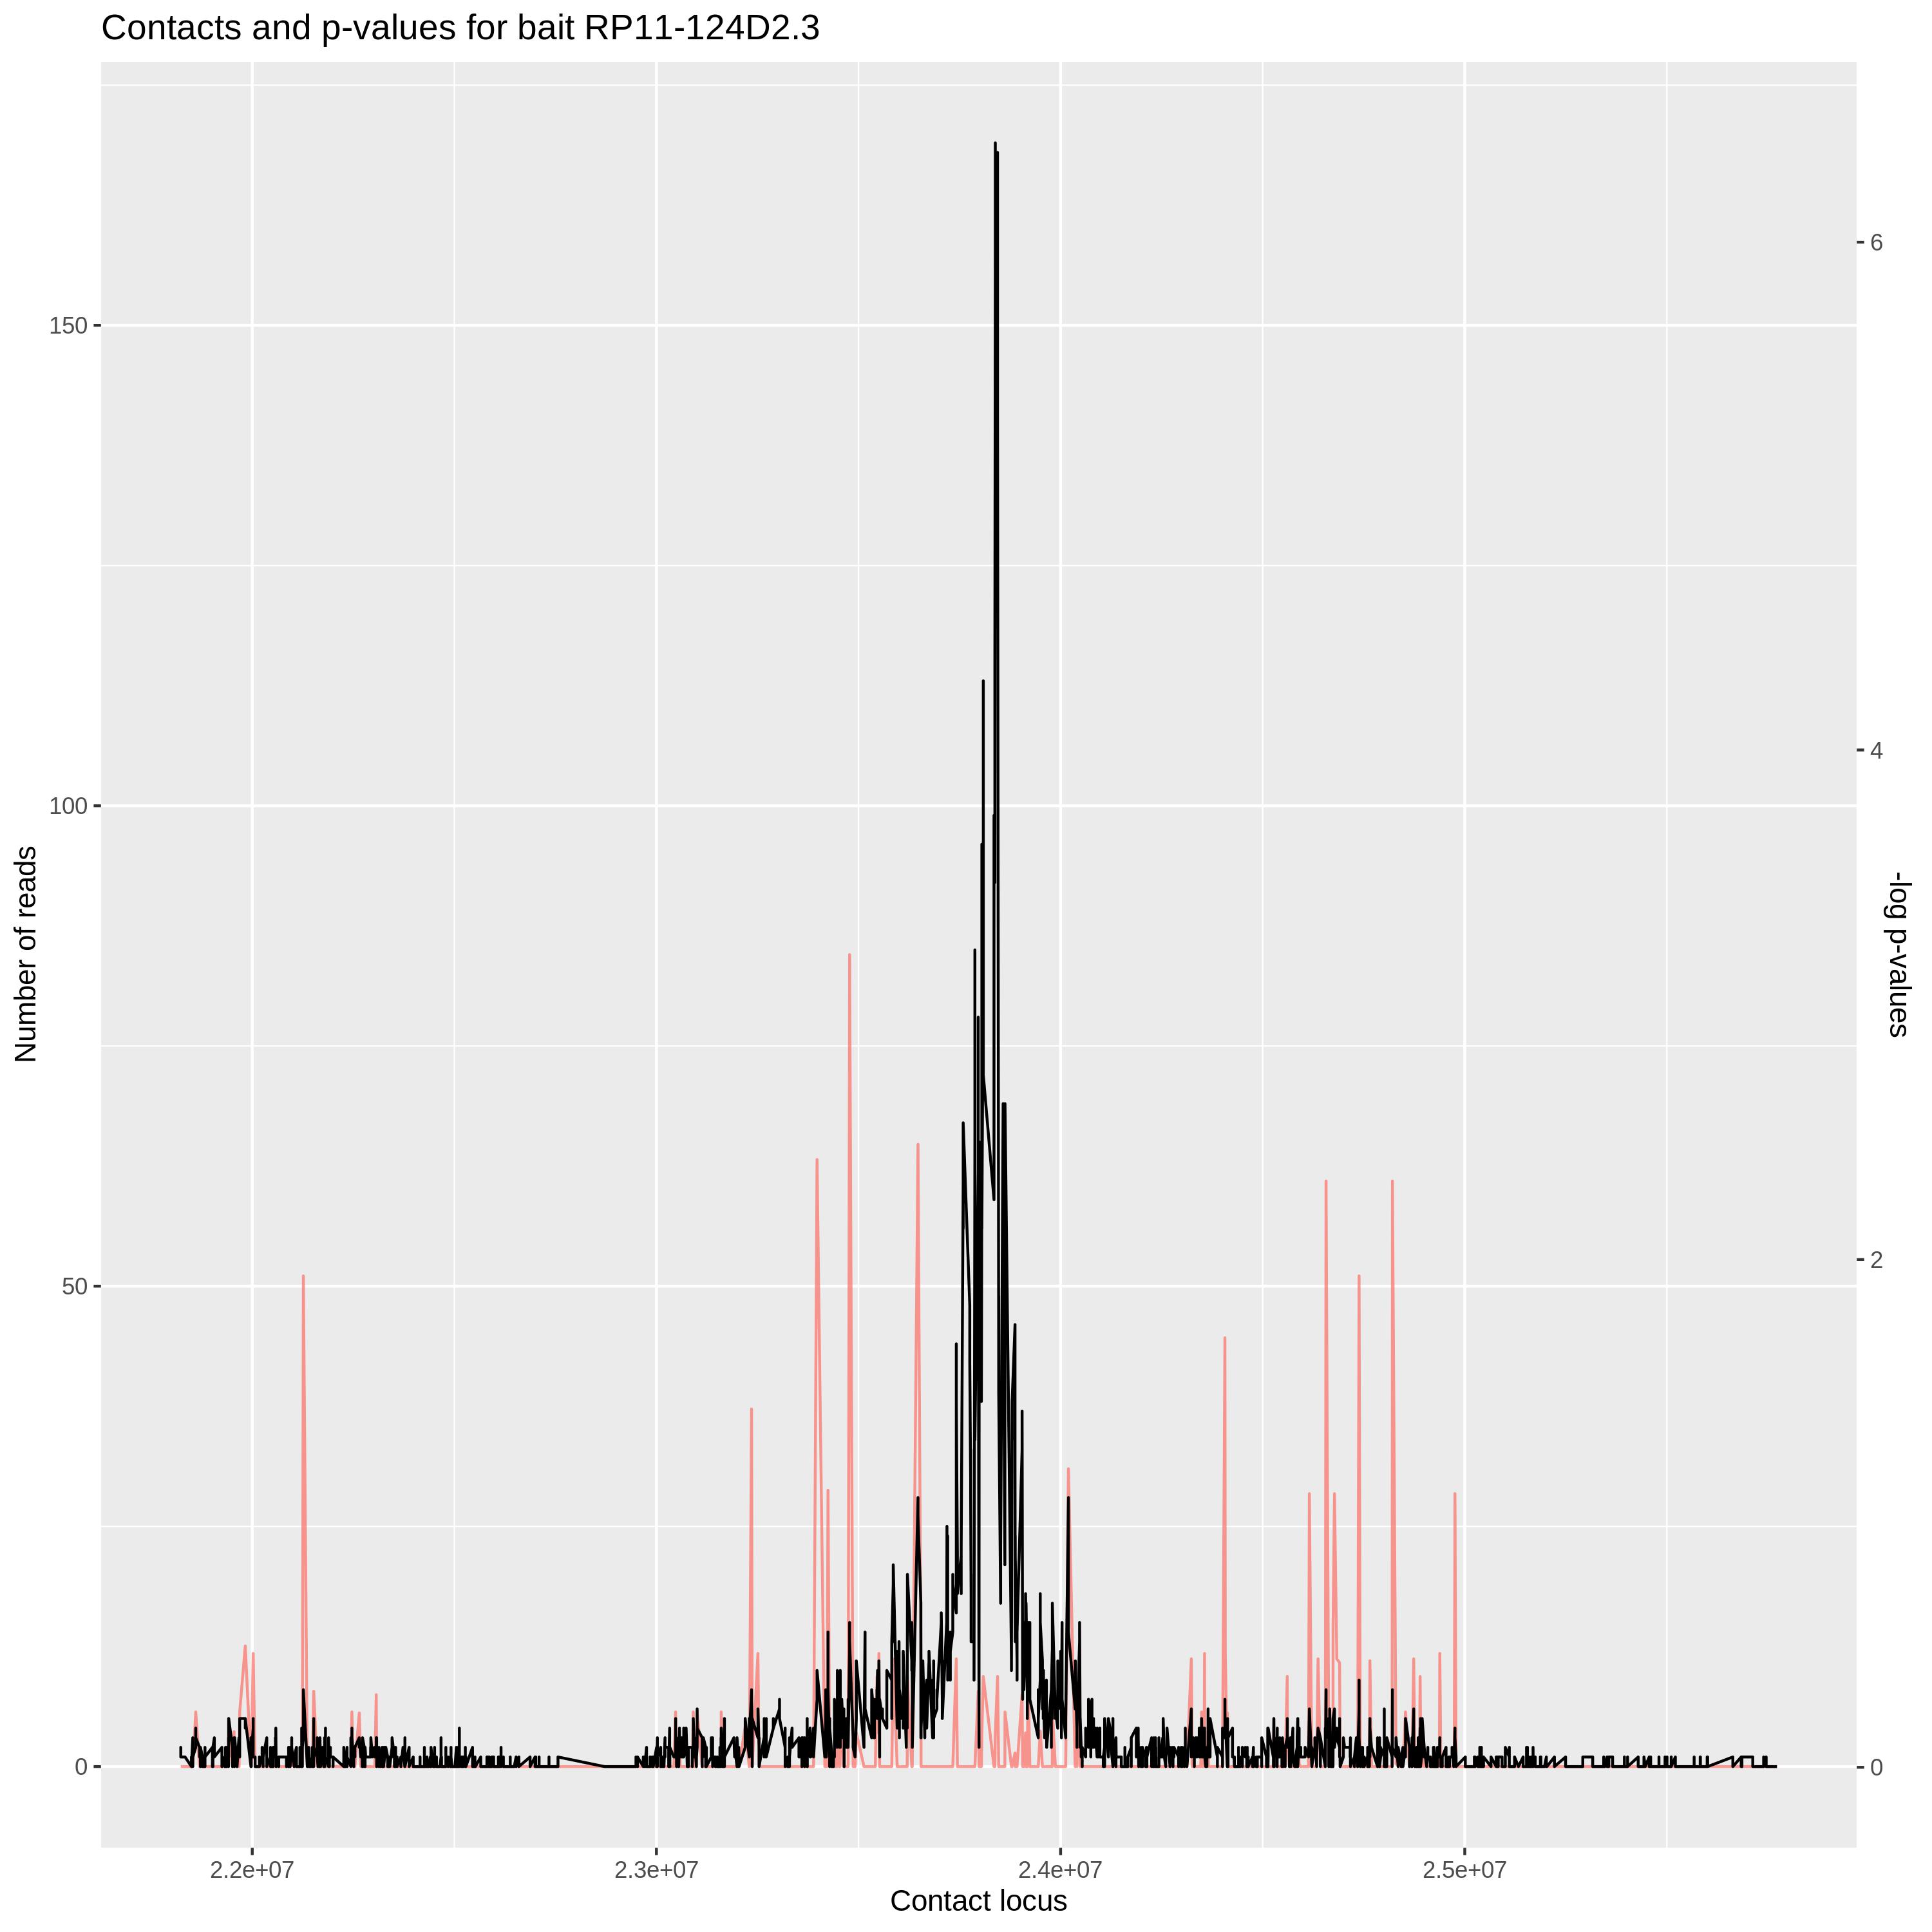 Contacts and p-values for bait RP11-124D2.3
Number of reads
150
100
50
0
6
4
2
0
-log p-values
2.2e+07
2.3e+07
2.4e+07
2.5e+07
Contact locus